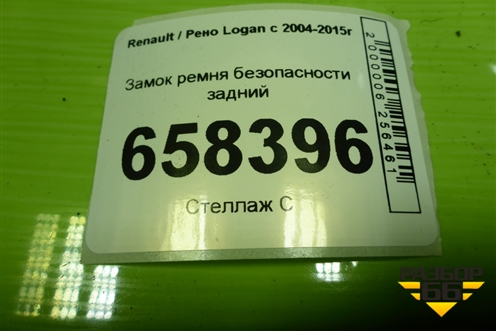 Renault / Рено Logan с 2004-2015г
Замок ремня безопасности
задний
658396
Стеллаж С
2000006256461
РАЗБОР
66